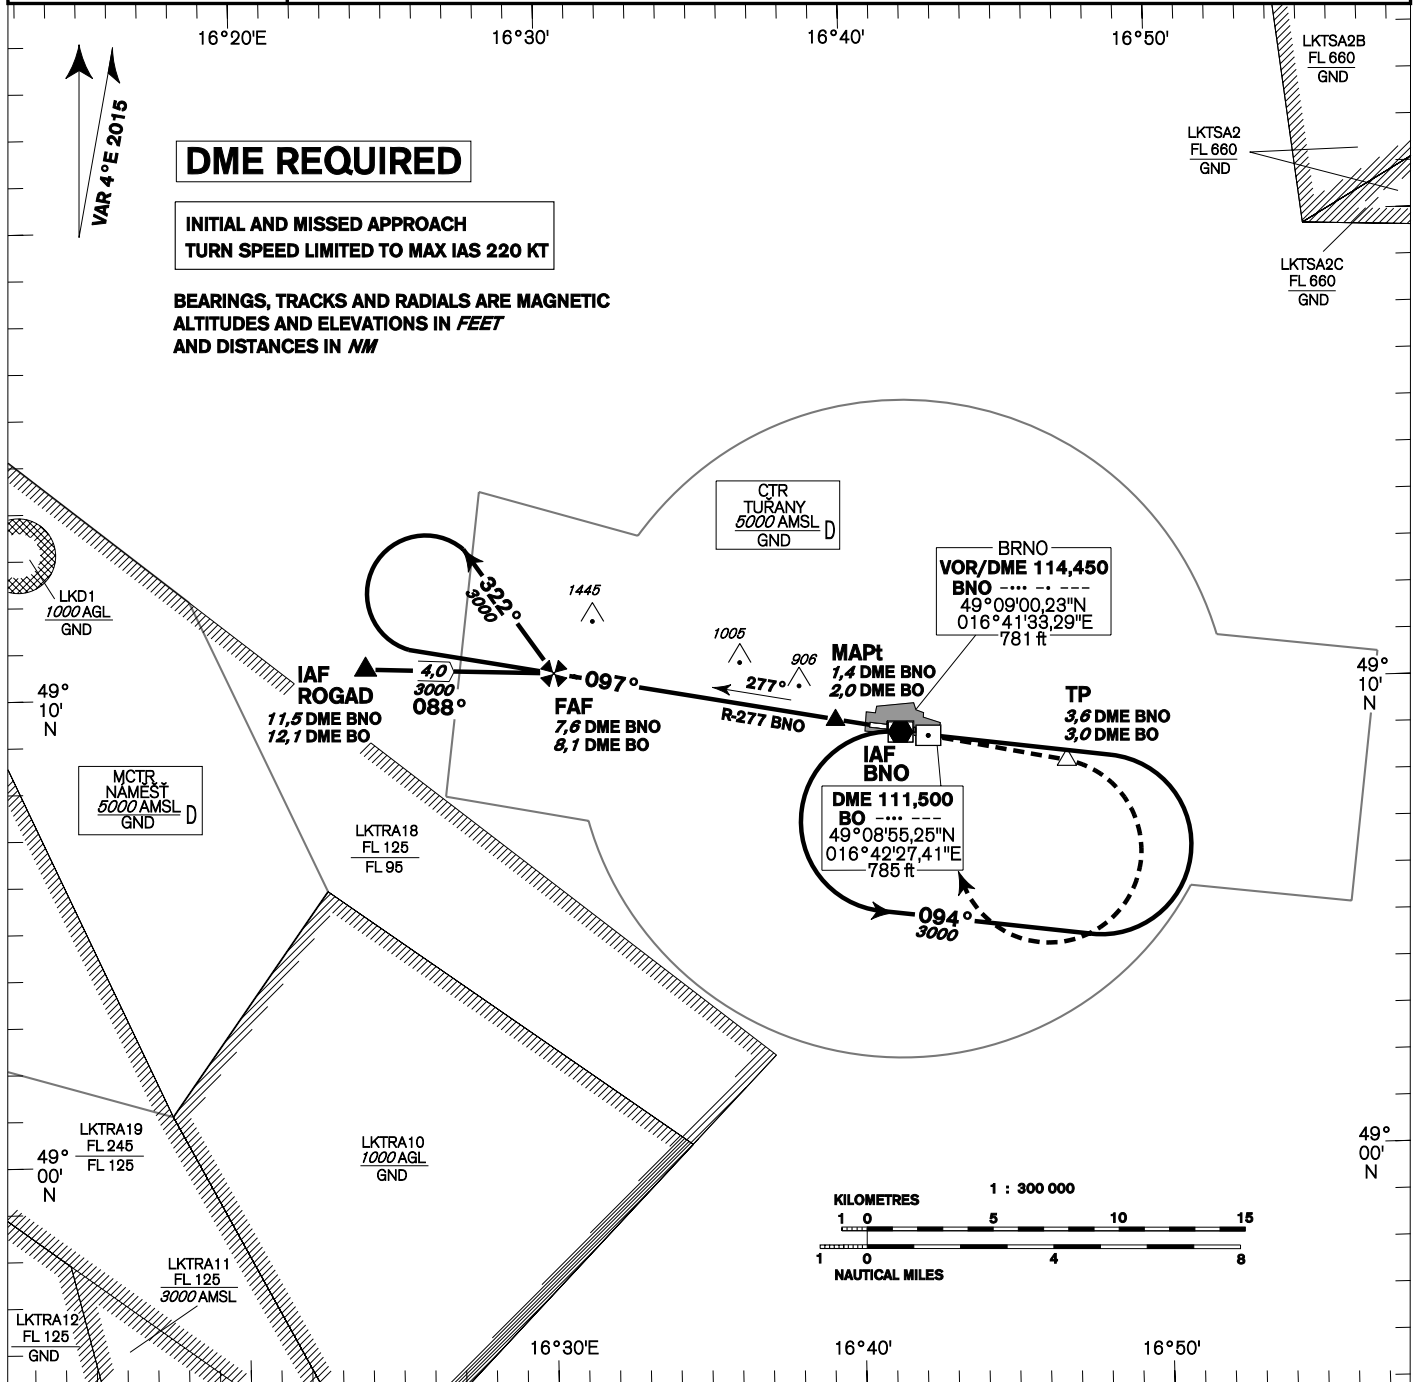 16°20'E
16°30'
16°40'
16°50'
LKTSA2B
FL 660
GND
VAR 4°E 2015
LKTSA2
FL 660
GND
DME REQUIRED
INITIAL AND MISSED APPROACH
TURN SPEED LIMITED TO MAX IAS 220 KT
LKTSA2C
FL 660
GND
BEARINGS, TRACKS AND RADIALS ARE MAGNETIC
ALTITUDES AND ELEVATIONS IN FEET
AND DISTANCES IN NM
CTR
TUŘANY
5000 AMSL
GND
D
BRNO
VOR/DME 114,450
BNO -··· -· ---
49°09'00,23"N
016°41'33,29"E
781 ft
LKD1
1000 AGL
GND
322°
3000
1445
1005
906
MAPt
1,4 DME BNO
2,0 DME BO
IAF
ROGAD
11,5 DME BNO
12,1 DME BO
4,0
3000
088°
097°
277°
R-277 BNO
FAF
7,6 DME BNO
8,1 DME BO
TP
3,6 DME BNO
3,0 DME BO
49°
10'
N
49°
10'
N
IAF
BNO
MCTR
NÁMĚŠŤ
5000 AMSL
GND
D
DME 111,500
BO -··· ---
49°08'55,25"N
016°42'27,41"E
785 ft
LKTRA18
FL 125
FL 95
094°
3000
LKTRA19
FL 245
FL 125
49°
00'
N
LKTRA10
1000 AGL
GND
49°
00'
N
1 : 300 000
KILOMETRES
1 0 5 10 15
1 0 4 8
NAUTICAL MILES
LKTRA11
FL 125
3000 AMSL
LKTRA12
FL 125
GND
16°30'E
16°40'
16°50'